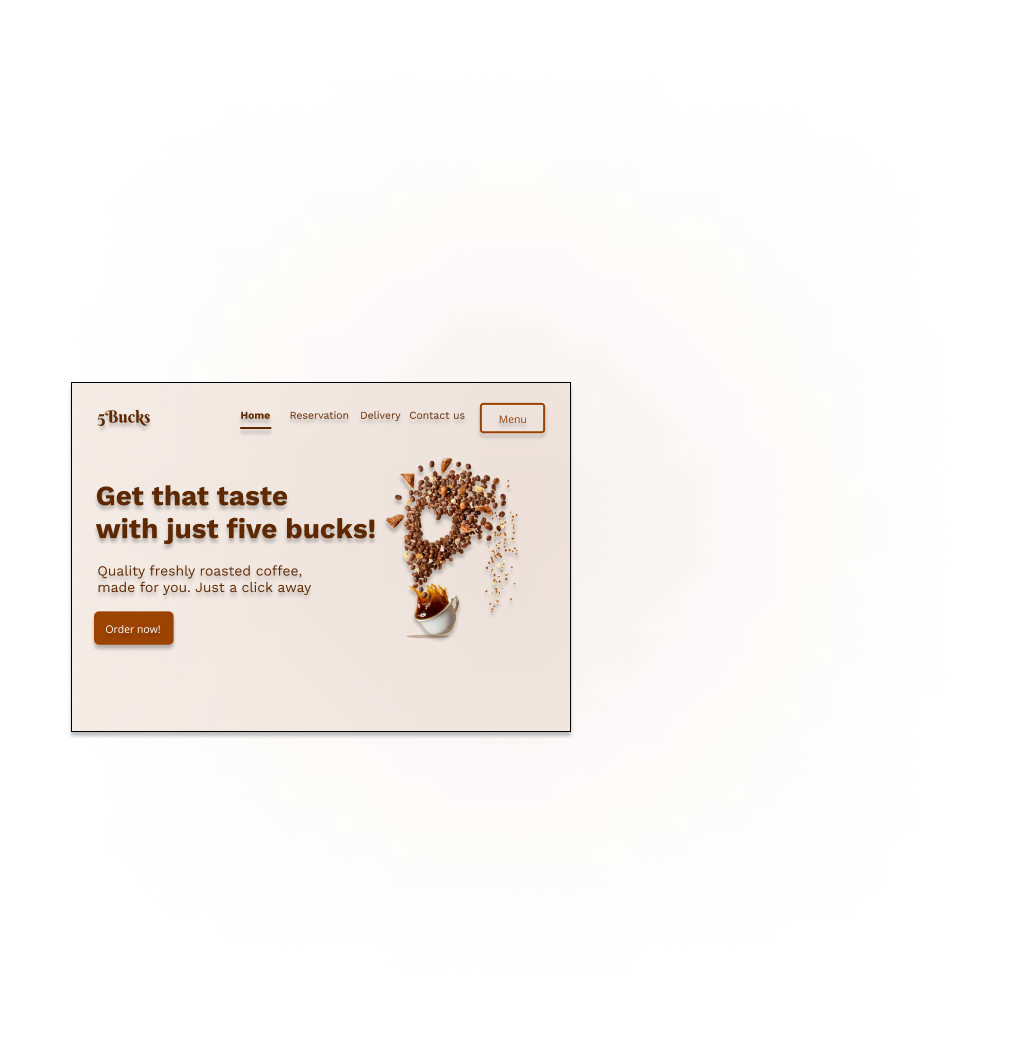 5Bucks
Home Reservation Delivery Contact us Menu
Get that taste
with just five bucks!
Quality freshly roasted coffee,
made for you. Just a click away
Order now!